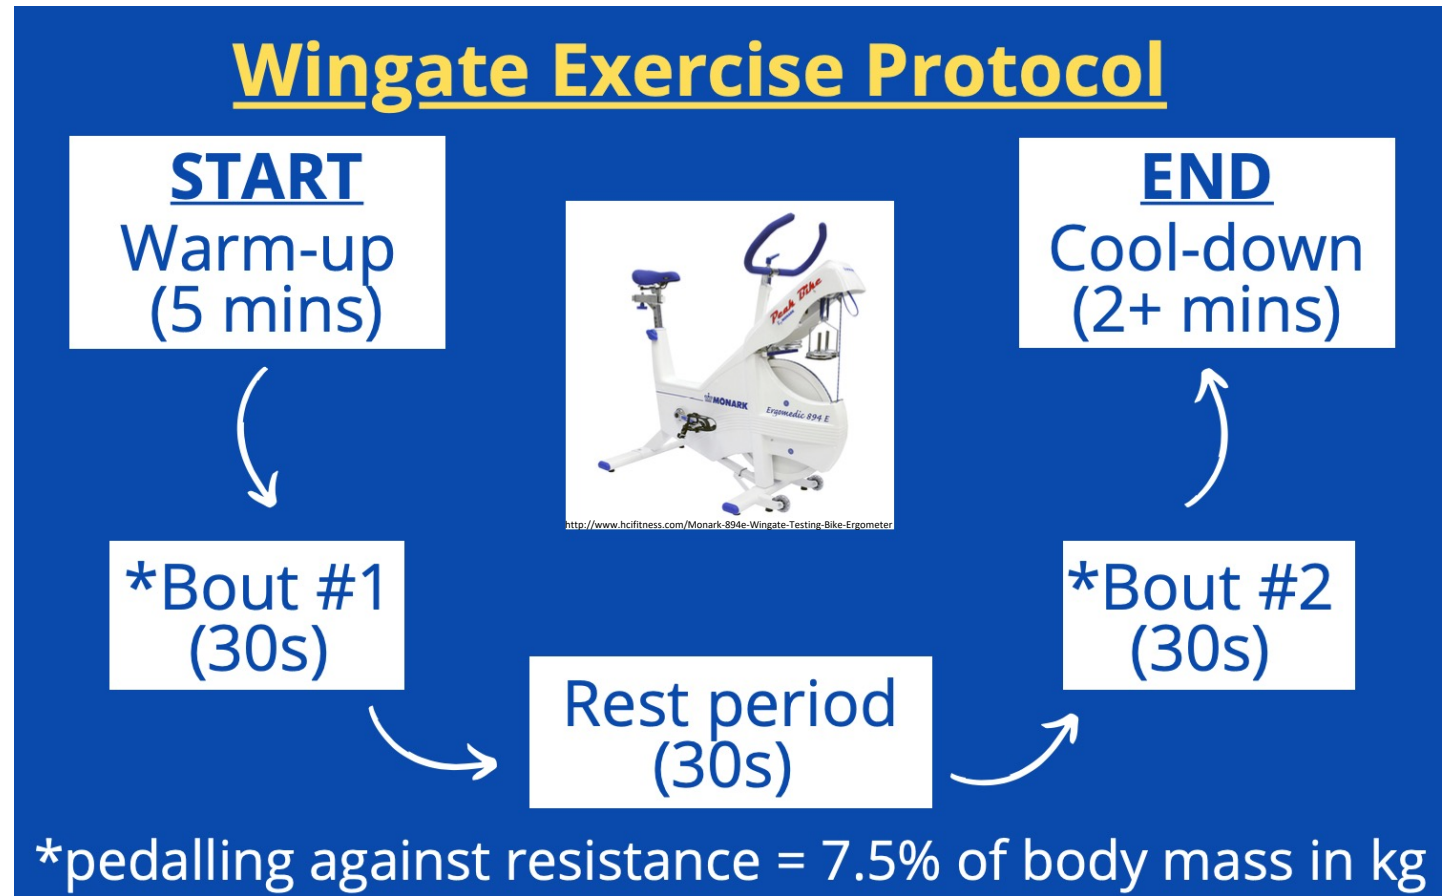 Wingate Exercise Protocol
START
Warm-up
(5 mins)
END
Cool-down
(2+ mins)
Peak Bike
MONARK
Ergomedic 894 E
http://www.hcifitness.com/Monark-894e-Wingate-Testing-Bike-Ergometer
*Bout #1
(30s)
Rest period
(30s)
*Bout #2
(30s)
*pedalling against resistance = 7.5% of body mass in kg